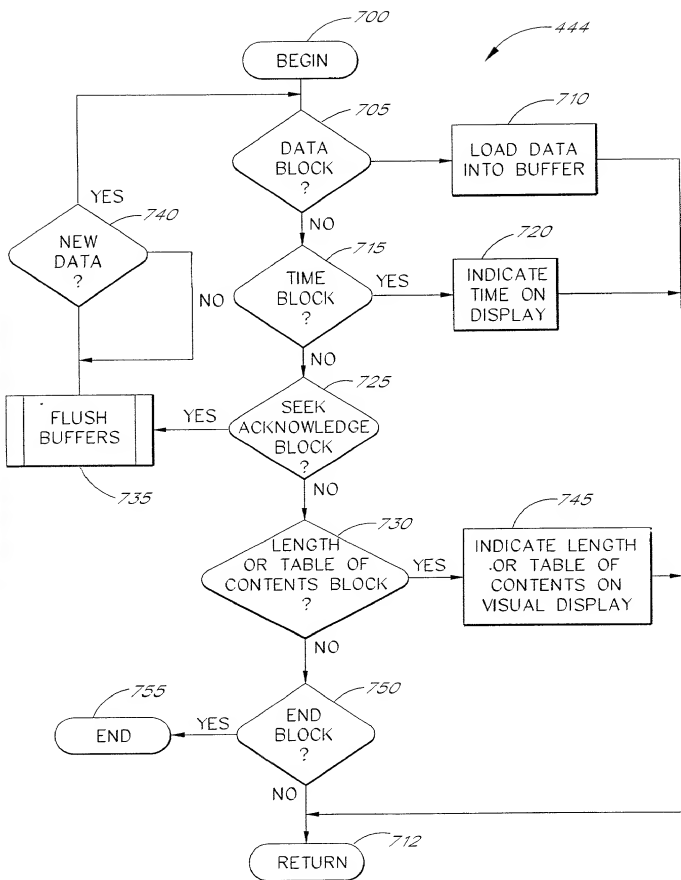 700
BEGIN
444
705
DATA
BLOCK
?
710
LOAD DATA
INTO BUFFER
YES
740
NEW
DATA
?
NO
NO
715
TIME
BLOCK
?
YES
720
INDICATE
TIME ON
DISPLAY
NO
725
SEEK
ACKNOWLEDGE
BLOCK
?
YES
FLUSH
BUFFERS
735
NO
730
LENGTH
OR TABLE OF
CONTENTS BLOCK
?
YES
745
INDICATE LENGTH
OR TABLE OF
CONTENTS ON
VISUAL DISPLAY
NO
750
END
BLOCK
?
YES
755
END
NO
712
RETURN